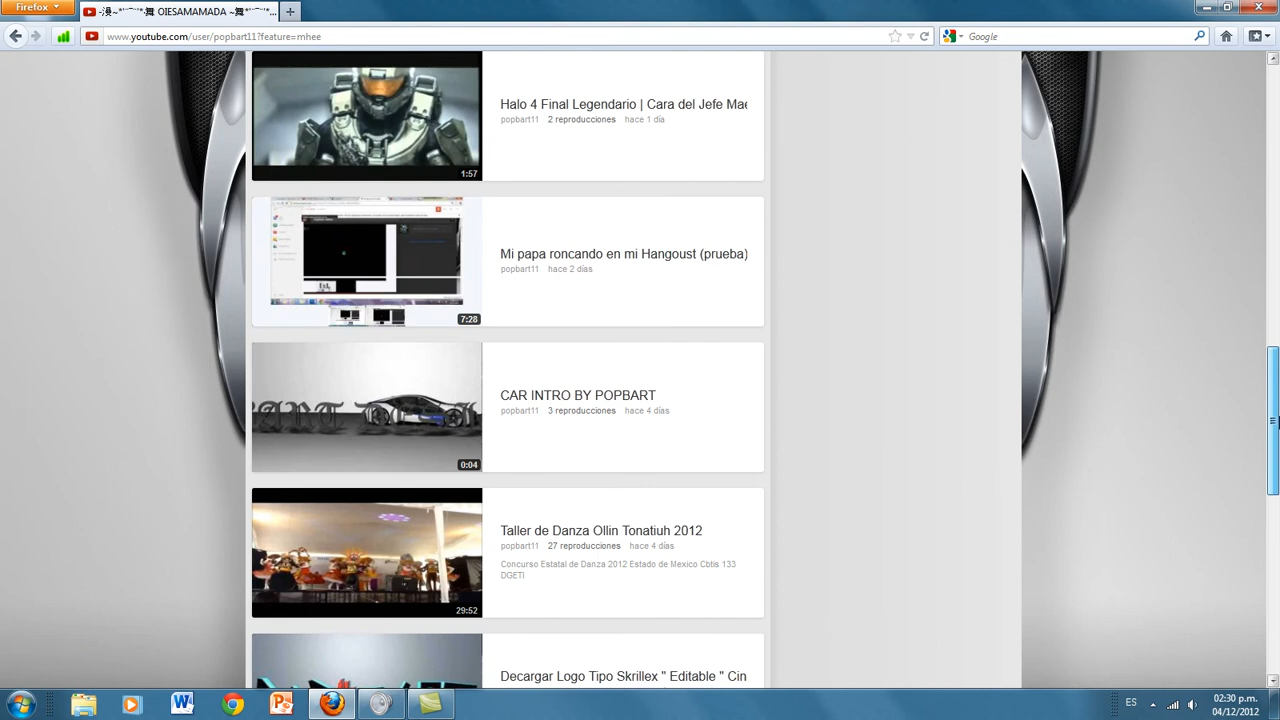 Firefox
OIESAMAMADA
www.youtube.com/user/popbart11?feature=mhee
Google
Halo 4 Final Legendario | Cara del Jefe Mae
popbart11 2 reproducciones hace 1 día
1:57
Mi papa roncando en mi Hangoust (prueba)
popbart11 hace 2 días
7:28
CAR INTRO BY POPBART
popbart11 3 reproducciones hace 4 días
0:04
Taller de Danza Ollin Tonatiuh 2012
popbart11 27 reproducciones hace 4 días
Concurso Estatal de Danza 2012 Estado de Mexico Cbtis 133
DGETI
29:52
Decargar Logo Tipo Skrillex " Editable " Cin
ES
02:30 p.m.
04/12/2012